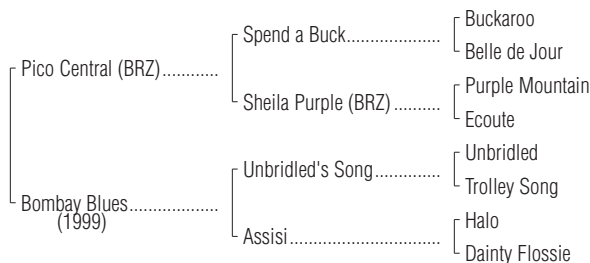 Buckaroo
Spend a Buck.....................
Belle de Jour
Pico Central (BRZ)............
Purple Mountain
Sheila Purple (BRZ)..........
Ecoute
Unbridled
Unbridled's Song...............
Trolley Song
Bombay Blues....................
(1999)
Halo
Assisi..................................
Dainty Flossie